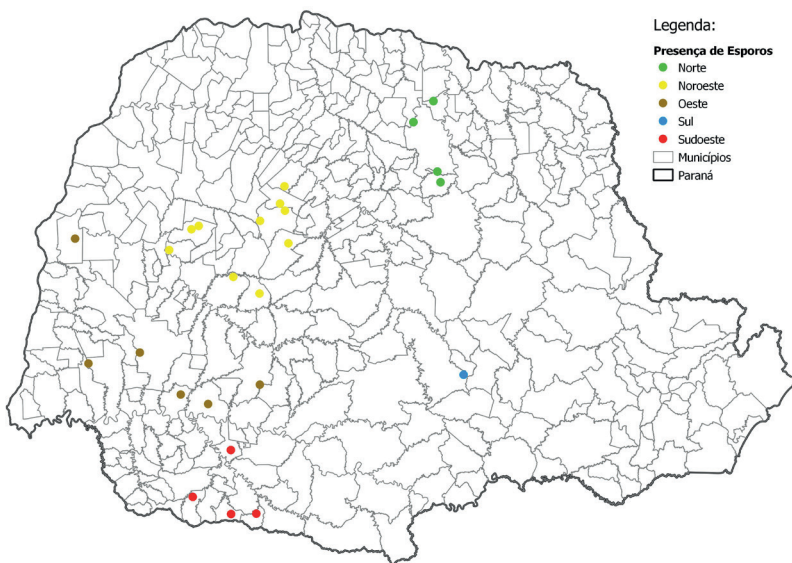 Legenda:
Presença de Esporos
Norte
Noroeste
Oeste
Sul
Sudoeste
Municípios
Paraná